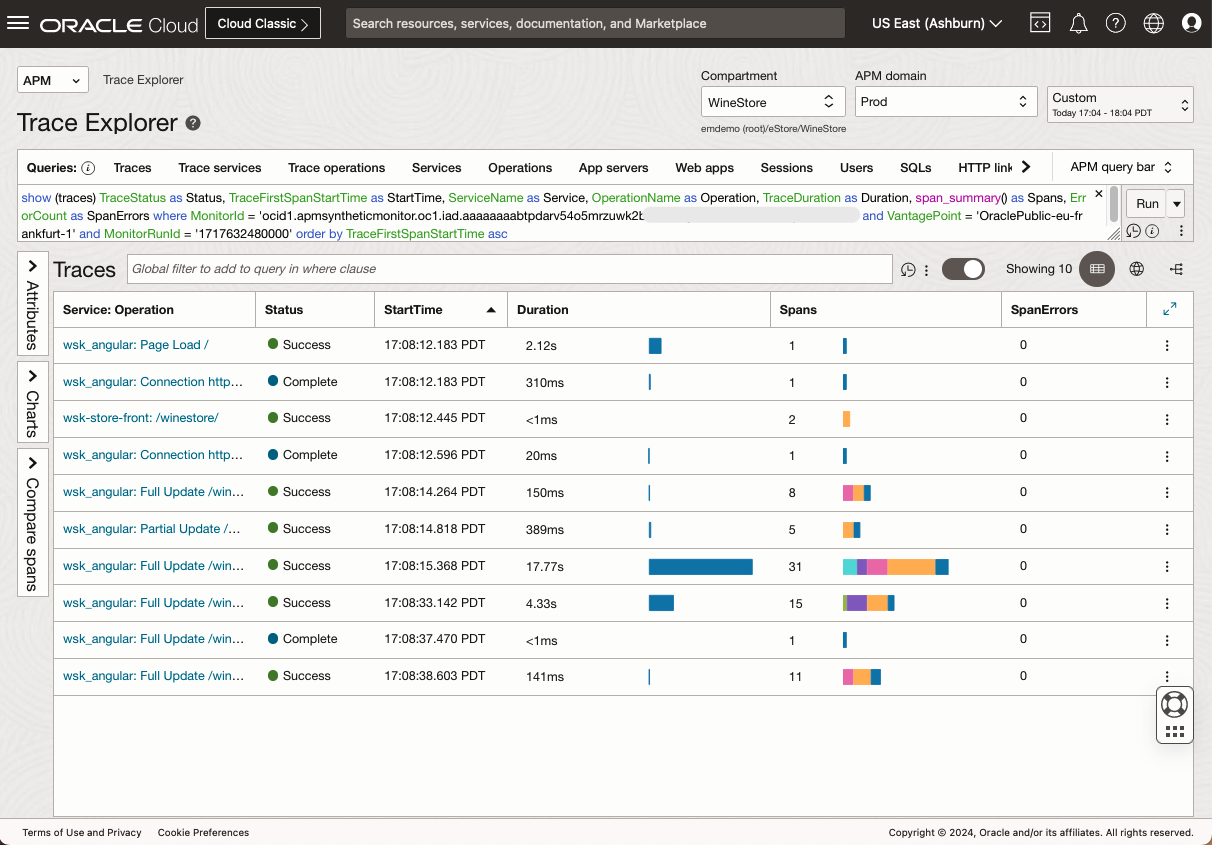 ORACLE Cloud Cloud Classic Search resources, services, documentation, and Marketplace US East (Ashburn)
APM Trace Explorer
Compartment APM domain
WineStore Prod Custom
Today 17:04 - 18:04 PDT
emdemo (root)/eStore/WineStore
Trace Explorer
Queries: Traces Trace services Trace operations Services Operations App servers Web apps Sessions Users SQLs HTTP link APM query bar
show (traces) TraceStatus as Status, TraceFirstSpanStartTime as StartTime, ServiceName as Service, OperationName as Operation, TraceDuration as Duration, span_summary() as Spans, Err
orCount as SpanErrors where MonitorId = 'ocid1.apmsyntheticmonitor.oc1.iad.aaaaaaaabtpdarv54o5mrzuwk2b and VantagePoint = 'OraclePublic-eu-fr
ankfurt-1' and MonitorRunId = '1717632480000' order by TraceFirstSpanStartTime asc
Run
Attributes
Charts
Compare spans
Traces Global filter to add to query in where clause Showing 10
Service: Operation Status StartTime Duration Spans SpanErrors
wsk_angular: Page Load / Success 17:08:12.183 PDT 2.12s 1 0
wsk_angular: Connection http... Complete 17:08:12.183 PDT 310ms 1 0
wsk-store-front: /winestore/ Success 17:08:12.445 PDT <1ms 2 0
wsk_angular: Connection http... Complete 17:08:12.596 PDT 20ms 1 0
wsk_angular: Full Update /win... Success 17:08:14.264 PDT 150ms 8 0
wsk_angular: Partial Update /... Success 17:08:14.818 PDT 389ms 5 0
wsk_angular: Full Update /win... Success 17:08:15.368 PDT 17.77s 31 0
wsk_angular: Full Update /win... Success 17:08:33.142 PDT 4.33s 15 0
wsk_angular: Full Update /win... Complete 17:08:37.470 PDT <1ms 1 0
wsk_angular: Full Update /win... Success 17:08:38.603 PDT 141ms 11 0
Terms of Use and Privacy Cookie Preferences Copyright © 2024, Oracle and/or its affiliates. All rights reserved.